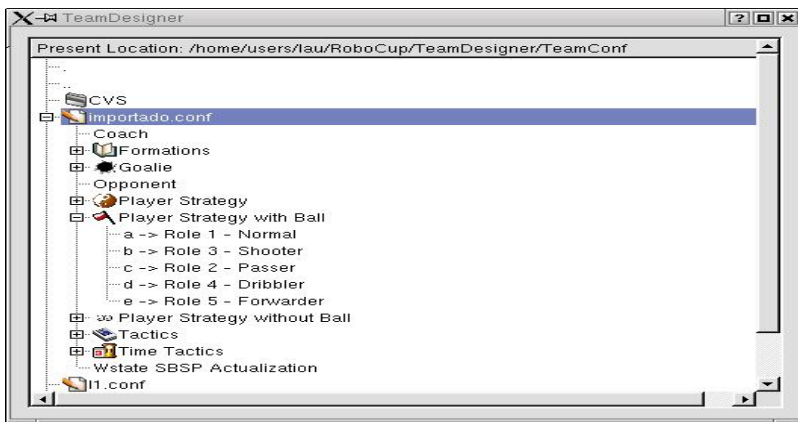 TeamDesigner
Present Location: /home/users/lau/RoboCup/TeamDesigner/TeamConf
.
..
CVS
importado.conf
Coach
Formations
Goalie
Opponent
Player Strategy
Player Strategy with Ball
a -> Role 1 - Normal
b -> Role 3 - Shooter
c -> Role 2 - Passer
d -> Role 4 - Dribbler
e -> Role 5 - Forwarder
Player Strategy without Ball
Tactics
Time Tactics
Wstate SBSP Actualization
l1.conf